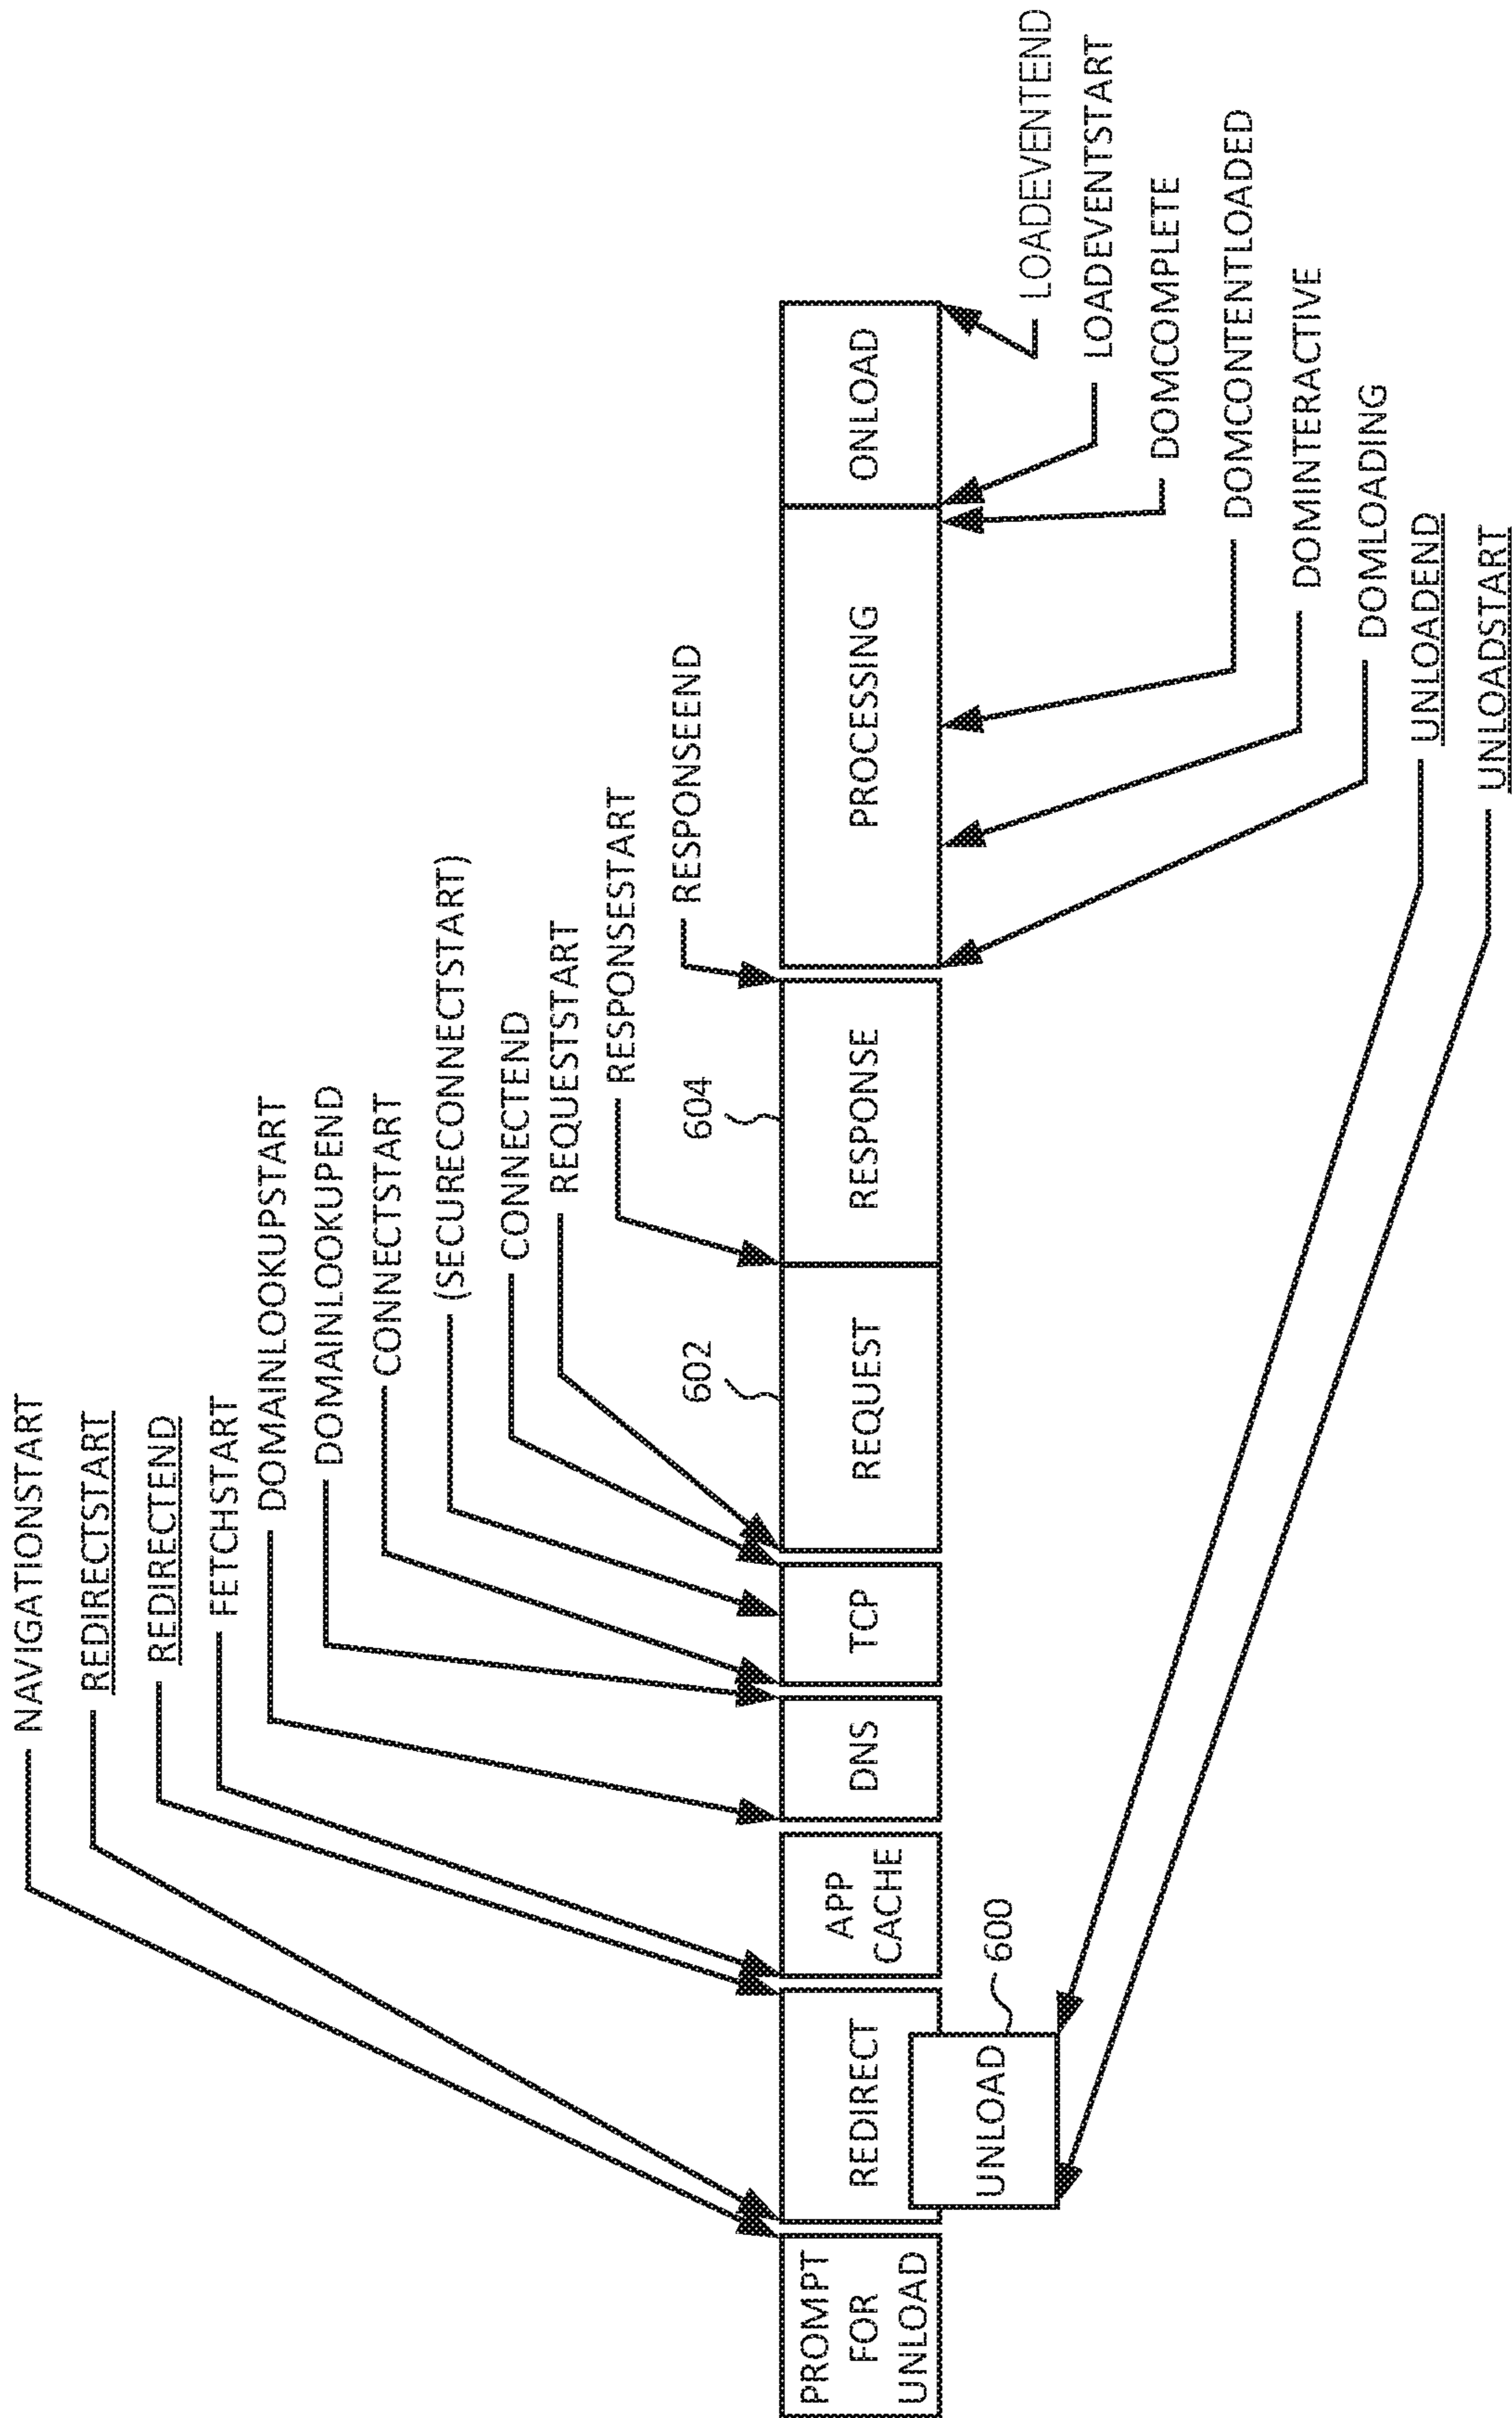 NAVIGATIONSTART
REDIRECTSTART
REDIRECTEND
FETCHSTART
DOMAINLOOKUPSTART
DOMAINLOOKUPEND
CONNECTSTART
(SECURECONNECTSTART)
CONNECTEND
REQUESTSTART
RESPONSESTART
RESPONSEEND
602
604
PROMPT
FOR
UNLOAD
REDIRECT
APP
CACHE
DNS
TCP
REQUEST
RESPONSE
PROCESSING
ONLOAD
UNLOAD
600
LOADEVENTEND
LOADEVENTSTART
DOMCOMPLETE
DOMCONTENTLOADED
DOMINTERACTIVE
DOMLOADING
UNLOADEND
UNLOADSTART